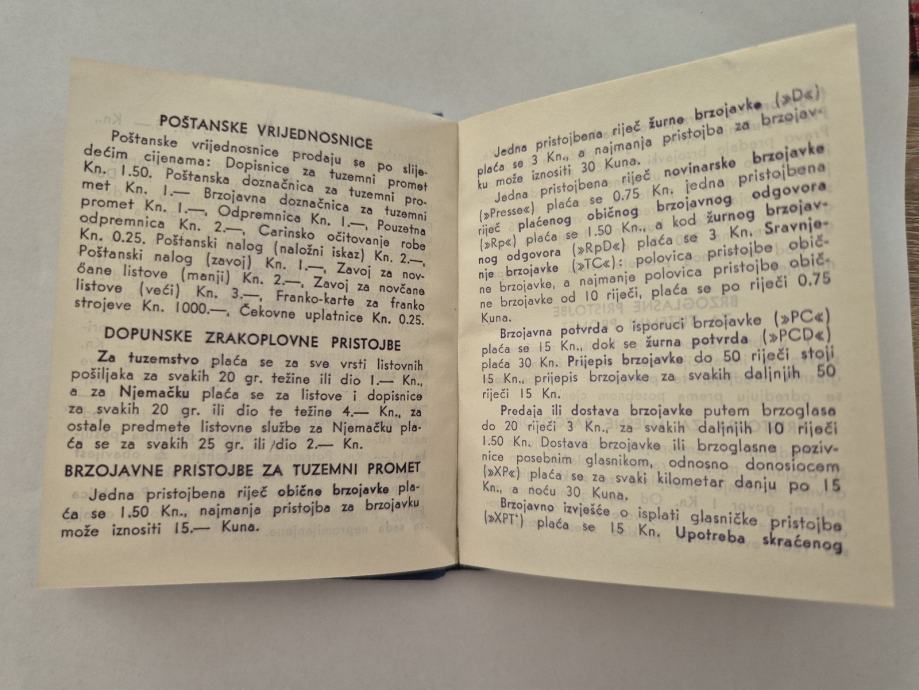 POŠTANSKE VRIJEDNOSNICE
Poštanske vrijednosnice prodaju se po slije-
dećim cijenama: Dopisnice za tuzemni promet
Kn. 1.50. Poštanska doznačnica za tuzemni pro-
met Kn. 1.— Brzojavna doznačnica za tuzemni
promet Kn. 1.—, Odpremnica Kn. 1.—, Pouzetna
odpremnica Kn. 2.—, Carinsko očitovanje robe
Kn. 0.25. Poštanski nalog (naložni iskaz) Kn. 2.—,
Poštanski nalog (zavoj) Kn. 1.—, Zavoj za nov-
čane listove (manji) Kn. 2.—, Zavoj za novčane
listove (veći) Kn. 3.—, Franko-karte za franko
strojeve Kn. 1000.—, Čekovne uplatnice Kn. 0.25.
DOPUNSKE ZRAKOPLOVNE PRISTOJBE
Za tuzemstvo plaća se za sve vrsti listovnih
pošiljaka za svakih 20 gr. težine ili dio 1.— Kn.,
a za Njemačku plaća se za listove i dopisnice
za svakih 20 gr. ili dio te težine 4.— Kn., za
ostale predmete listovne službe za Njemačku pla-
ća se za svakih 25 gr. ili dio 2.— Kn.
BRZOJAVNE PRISTOJBE ZA TUZEMNI PROMET
Jedna pristojbena riječ obične brzojavke pla-
ća se 1.50 Kn., najmanja pristojba za brzojavku
može iznositi 15.— Kuna.
Jedna pristojbena riječ žurne brzojavke (»D«)
plaća se 3 Kn., a najmanja pristojba za brzojav-
ku može iznositi 30 Kuna.
Jedna pristojbena riječ novinarske brzojavke
(»Presse«) plaća se 0.75 Kn. jedna pristojbena
riječ plaćenog običnog brzojavnog odgovora
(»Rp«) plaća se 1.50 Kn., a kod žurnog brzojav-
nog odgovora (»RpD«) plaća se 3 Kn. Sravnje-
nje brzojavke (»TC«): polovica pristojbe obič-
ne brzojavke, a najmanje polovica pristojbe obič-
ne brzojavke od 10 riječi, plaća se po riječi 0.75
Kuna.
Brzojavna potvrda o isporuci brzojavke (»PC«)
plaća se 15 Kn., dok se žurna potvrda (»PCD«)
plaća 30 Kn. Prijepis brzojavke do 50 riječi stoji
15 Kn., prijepis brzojavke za svakih daljnjih 50
riječi 15 Kn.
Predaja ili dostava brzojavke putem brzoglasa
do 20 riječi 3 Kn., za svakih daljnjih 10 riječi
1.50 Kn. Dostava brzojavke ili brzoglasne poziv-
nice posebnim glasnikom, odnosno donosiocem
(»XP«) plaća se za svaki kilometar danju po 15
Kn., a noću 30 Kuna.
Brzojavno izvješće o isplati glasničke pristojbe
(»XPT‘) plaća se 15 Kn. Upotreba skraćenog